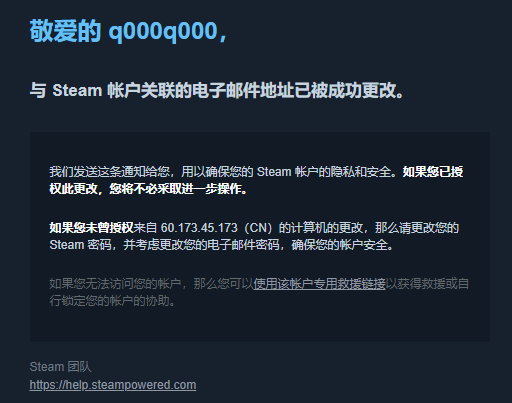 敬爱的 q000q000，
与 Steam 帐户关联的电子邮件地址已被成功更改。
我们发送这条通知给您，用以确保您的 Steam 帐户的隐私和安全。如果您已授
权此更改，您将不必采取进一步操作。
如果您未曾授权来自 60.173.45.173（CN）的计算机的更改，那么请更改您的
Steam 密码，并考虑更改您的电子邮件密码，确保您的帐户安全。
如果您无法访问您的帐户，那么您可以使用该帐户专用救援链接以获得救援或自
行锁定您的帐户的协助。
Steam 团队
https://help.steampowered.com